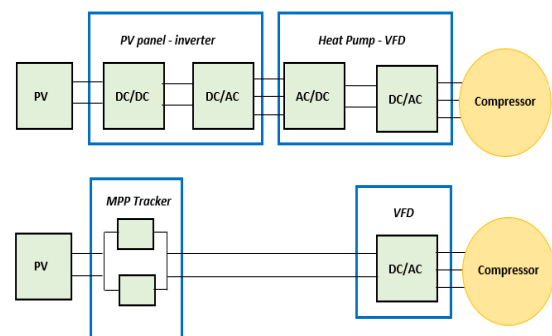 PV panel - inverter
Heat Pump - VFD
PV
DC/DC
DC/AC
AC/DC
DC/AC
Compressor
MPP Tracker
VFD
PV
DC/AC
Compressor